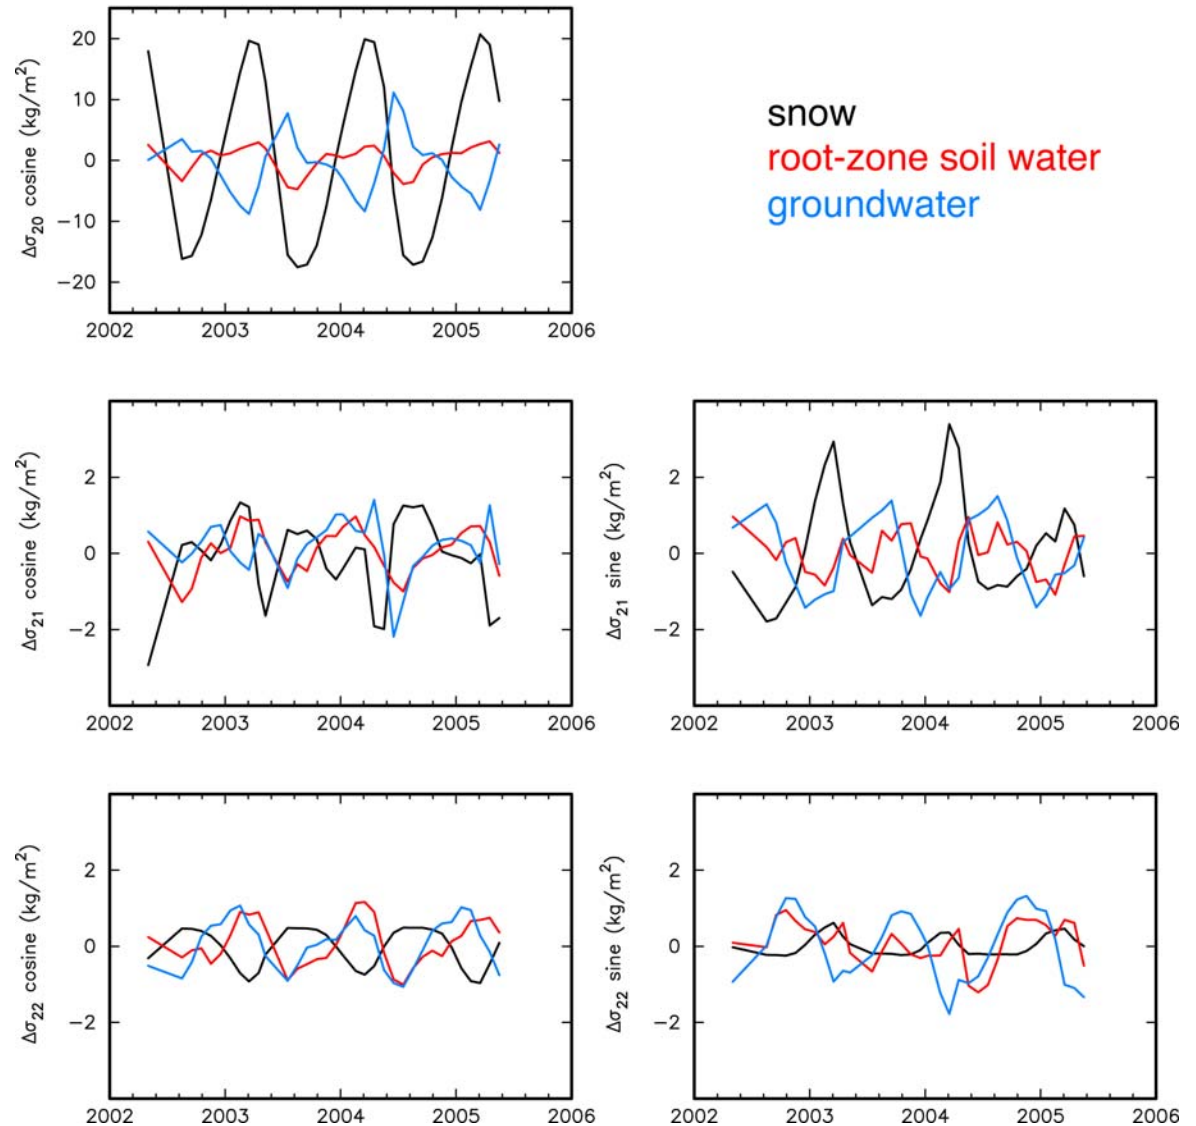 Δσ20 cosine (kg/m2)
20
10
0
−10
−20
2002 2003 2004 2005 2006
snow
root-zone soil water
groundwater
Δσ21 cosine (kg/m2)
2
0
−2
2002 2003 2004 2005 2006
Δσ21 sine (kg/m2)
2
0
−2
2002 2003 2004 2005 2006
Δσ22 cosine (kg/m2)
2
0
−2
2002 2003 2004 2005 2006
Δσ22 sine (kg/m2)
2
0
−2
2002 2003 2004 2005 2006